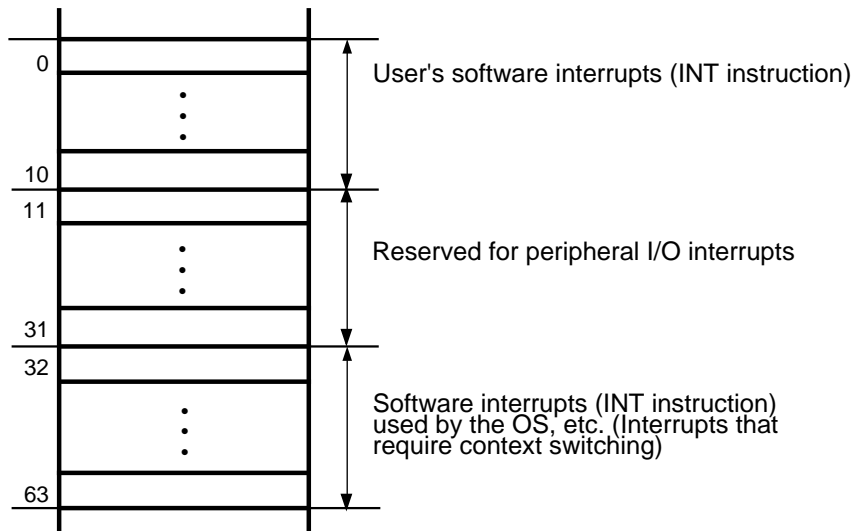 0
User's software interrupts (INT instruction)
10
11
Reserved for peripheral I/O interrupts
31
32
Software interrupts (INT instruction)
used by the OS, etc. (Interrupts that
require context switching)
63